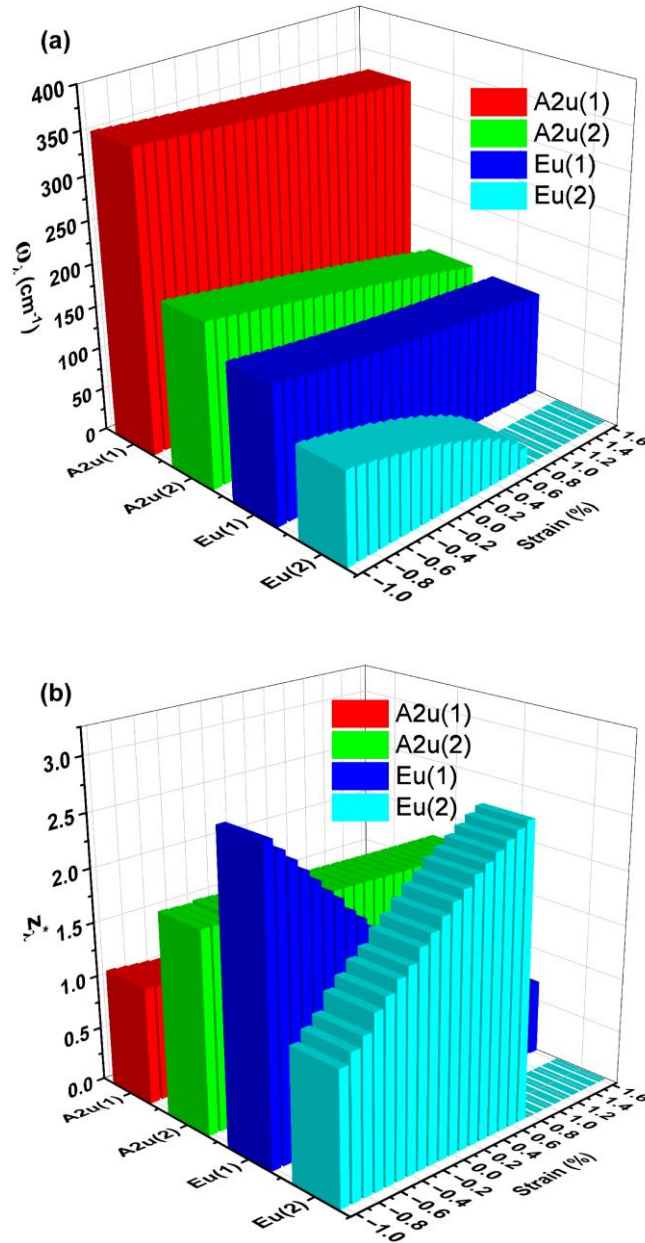 (a)
400
350
300
250
200
150
100
50
0
ωλ (cm-1)
A2u(1)
A2u(2)
Eu(1)
Eu(2)
A2u(1)
A2u(2)
Eu(1)
Eu(2)
−1.0
−0.8
−0.6
−0.4
−0.2
0.0
0.2
0.4
0.6
0.8
1.0
1.2
1.4
1.6
Strain (%)
(b)
3.0
2.5
2.0
1.5
1.0
0.5
0.0
Z*λ
A2u(1)
A2u(2)
Eu(1)
Eu(2)
A2u(1)
A2u(2)
Eu(1)
Eu(2)
−1.0
−0.8
−0.6
−0.4
−0.2
0.0
0.2
0.4
0.6
0.8
1.0
1.2
1.4
1.6
Strain (%)